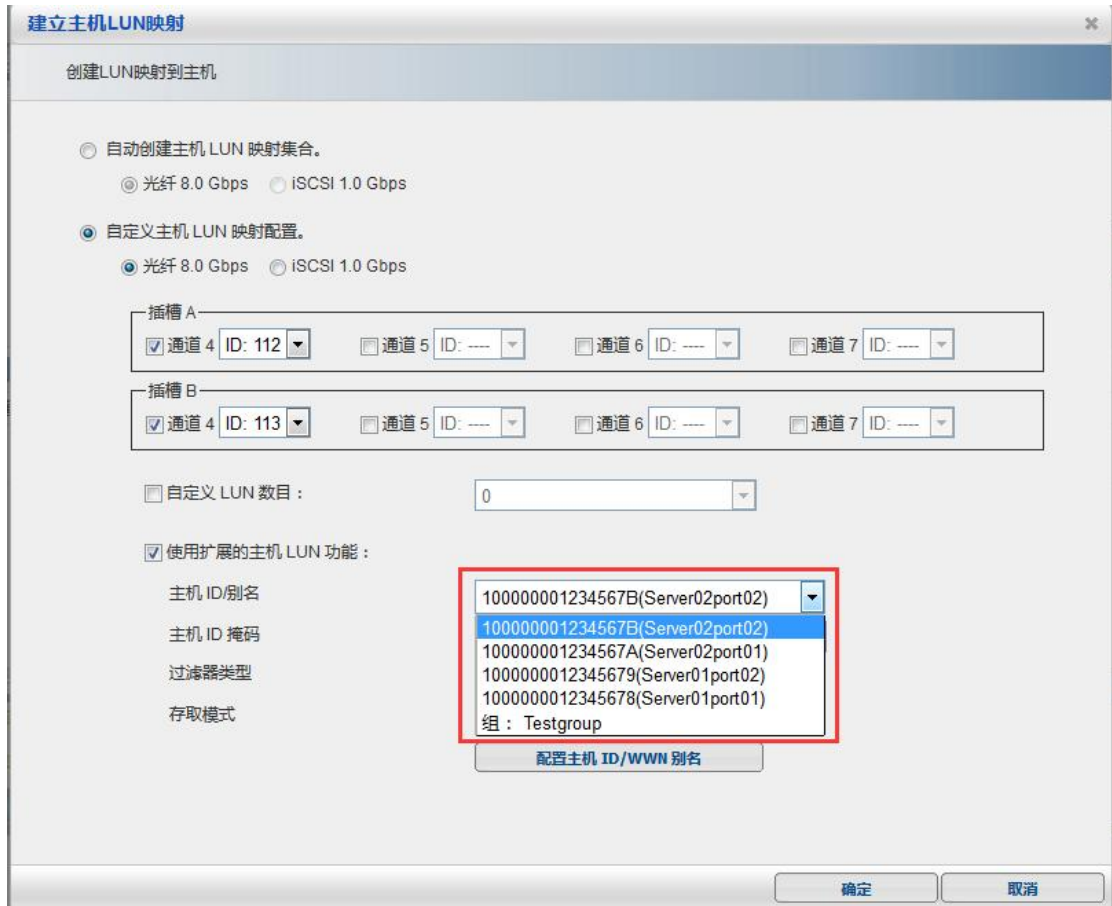 建立主机LUN映射
创建LUN映射到主机
自动创建主机 LUN 映射集合。
光纤 8.0 Gbps iSCSI 1.0 Gbps
自定义主机 LUN 映射配置。
光纤 8.0 Gbps iSCSI 1.0 Gbps
插槽 A
通道 4 ID: 112 通道 5 ID: ---- 通道 6 ID: ---- 通道 7 ID: ----
插槽 B
通道 4 ID: 113 通道 5 ID: ---- 通道 6 ID: ---- 通道 7 ID: ----
自定义 LUN 数目： 0
使用扩展的主机 LUN 功能：
主机 ID/别名 100000001234567B(Server02port02)
100000001234567B(Server02port02)
主机 ID 掩码
100000001234567A(Server02port01)
过滤器类型 1000000012345679(Server01port02)
1000000012345678(Server01port01)
存取模式
组： Testgroup
配置主机 ID/WWN 别名
确定 取消